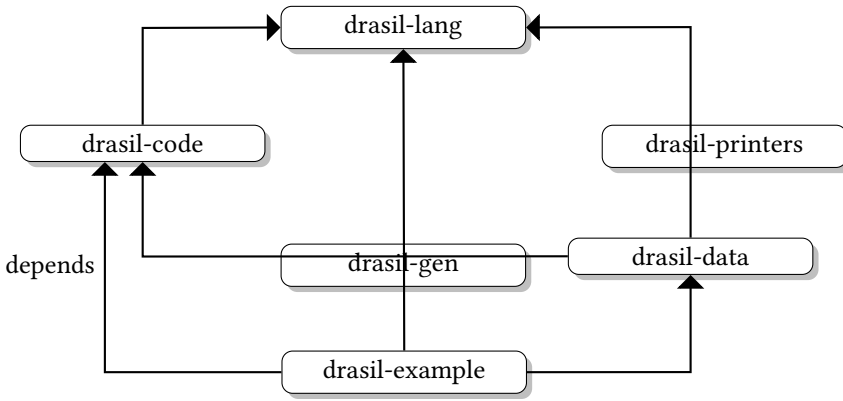 drasil-lang
drasil-code
drasil-printers
depends
drasil-gen
drasil-data
drasil-example